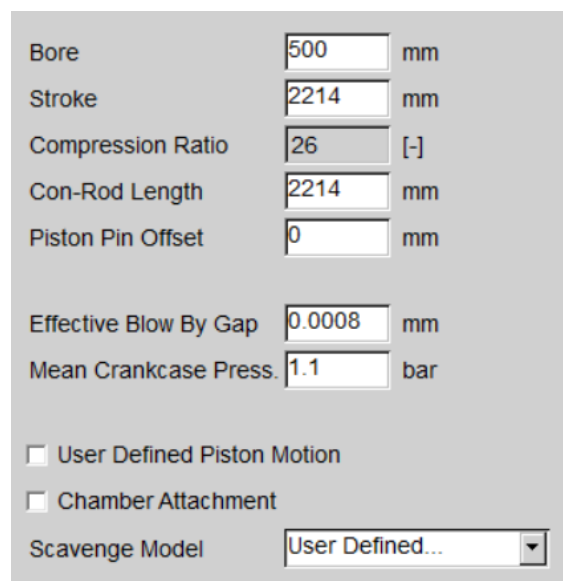 Bore 500 mm
Stroke 2214 mm
Compression Ratio 26 [-]
Con-Rod Length 2214 mm
Piston Pin Offset 0 mm
Effective Blow By Gap 0.0008 mm
Mean Crankcase Press. 1.1 bar
User Defined Piston Motion
Chamber Attachment
Scavenge Model User Defined...